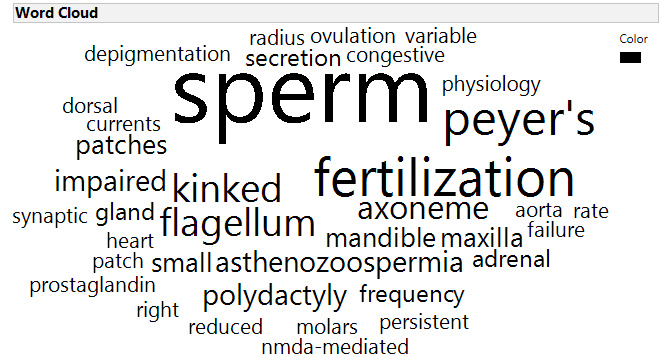 Word Cloud
Color
radius ovulation variable
depigmentation secretion congestive
sperm physiology
dorsal peyer's
currents
patches
impaired kinked fertilization
synaptic gland flagellum axoneme aorta rate
heart mandible maxilla failure
patch small asthenozoospermia adrenal
prostaglandin polydactyly frequency
right
reduced molars persistent
nmda-mediated